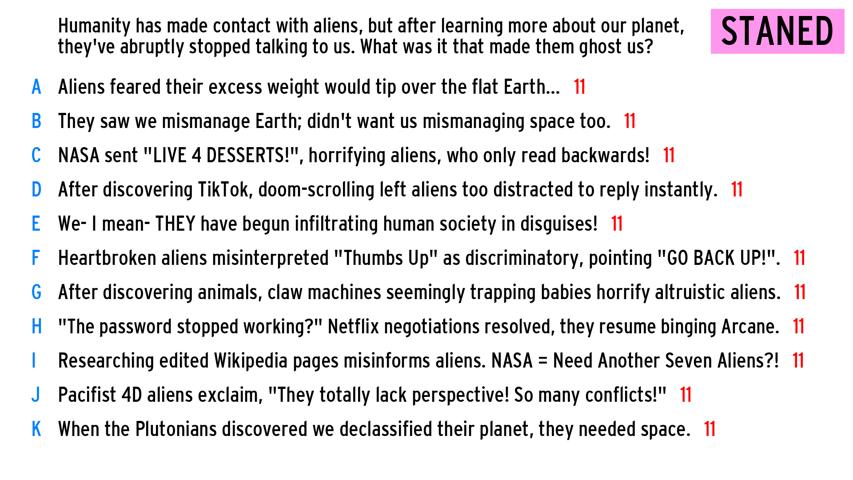 Humanity has made contact with aliens, but after learning more about our planet,
they've abruptly stopped talking to us. What was it that made them ghost us?
STANED
A Aliens feared their excess weight would tip over the flat Earth... 11
B They saw we mismanage Earth; didn't want us mismanaging space too. 11
C NASA sent "LIVE 4 DESSERTS!", horrifying aliens, who only read backwards! 11
D After discovering TikTok, doom-scrolling left aliens too distracted to reply instantly. 11
E We- I mean- THEY have begun infiltrating human society in disguises! 11
F Heartbroken aliens misinterpreted "Thumbs Up" as discriminatory, pointing "GO BACK UP!". 11
G After discovering animals, claw machines seemingly trapping babies horrify altruistic aliens. 11
H "The password stopped working?" Netflix negotiations resolved, they resume binging Arcane. 11
I Researching edited Wikipedia pages misinforms aliens. NASA = Need Another Seven Aliens?! 11
J Pacifist 4D aliens exclaim, "They totally lack perspective! So many conflicts!" 11
K When the Plutonians discovered we declassified their planet, they needed space. 11